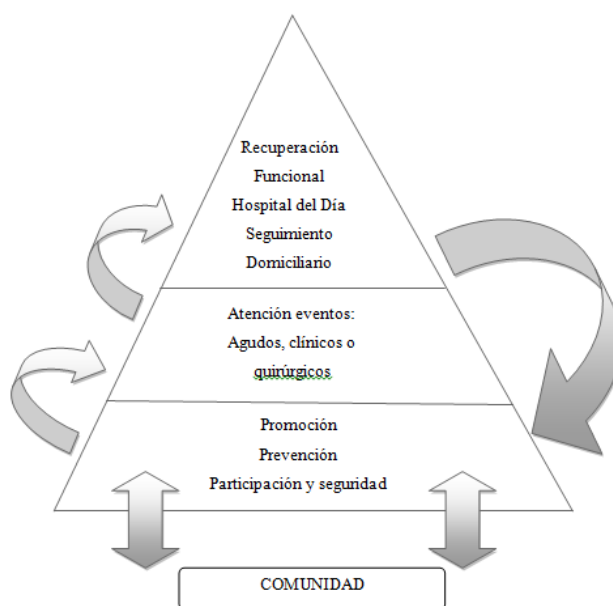 Recuperación
Funcional
Hospital del Día
Seguimiento
Domiciliario
Atención eventos:
Agudos, clínicos o
quirúrgicos
Promoción
Prevención
Participación y seguridad
COMUNIDAD